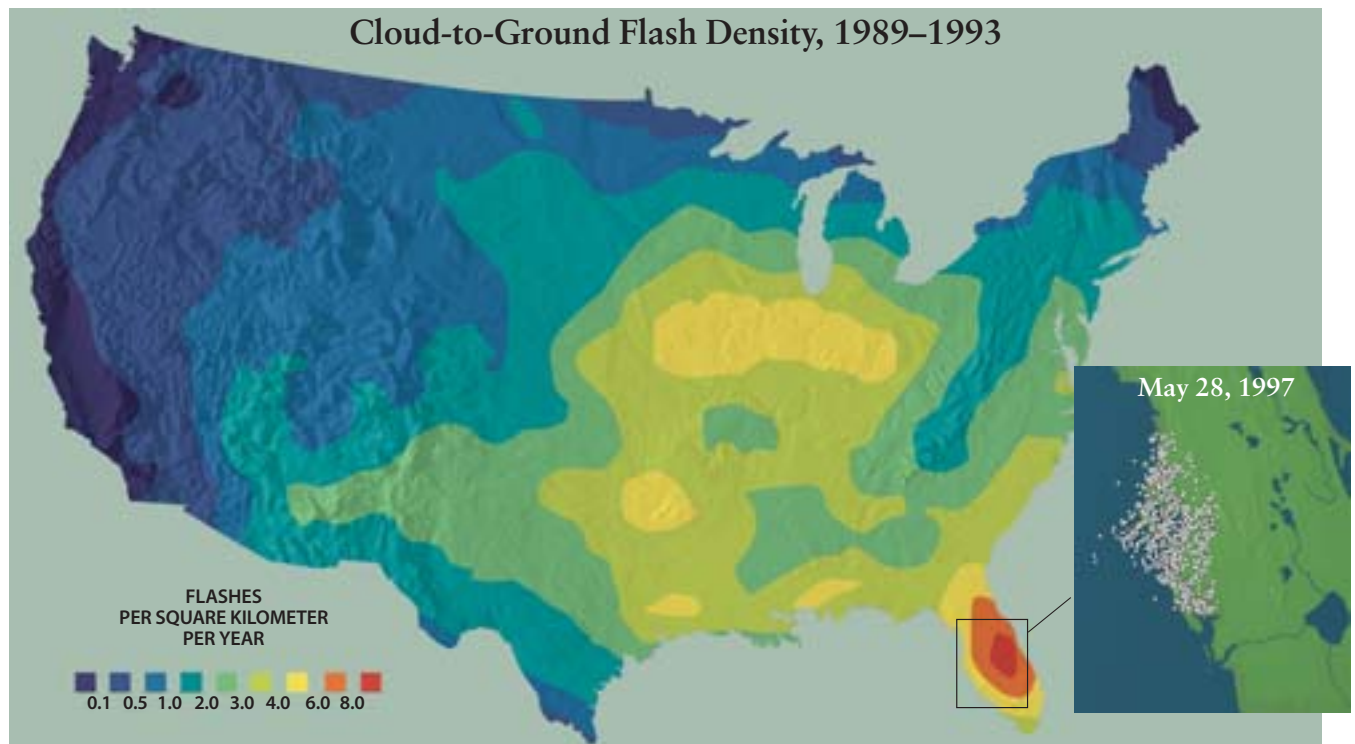 Cloud-to-Ground Flash Density, 1989–1993
May 28, 1997
FLASHES
PER SQUARE KILOMETER
PER YEAR
0.1 0.5 1.0 2.0 3.0 4.0 6.0 8.0